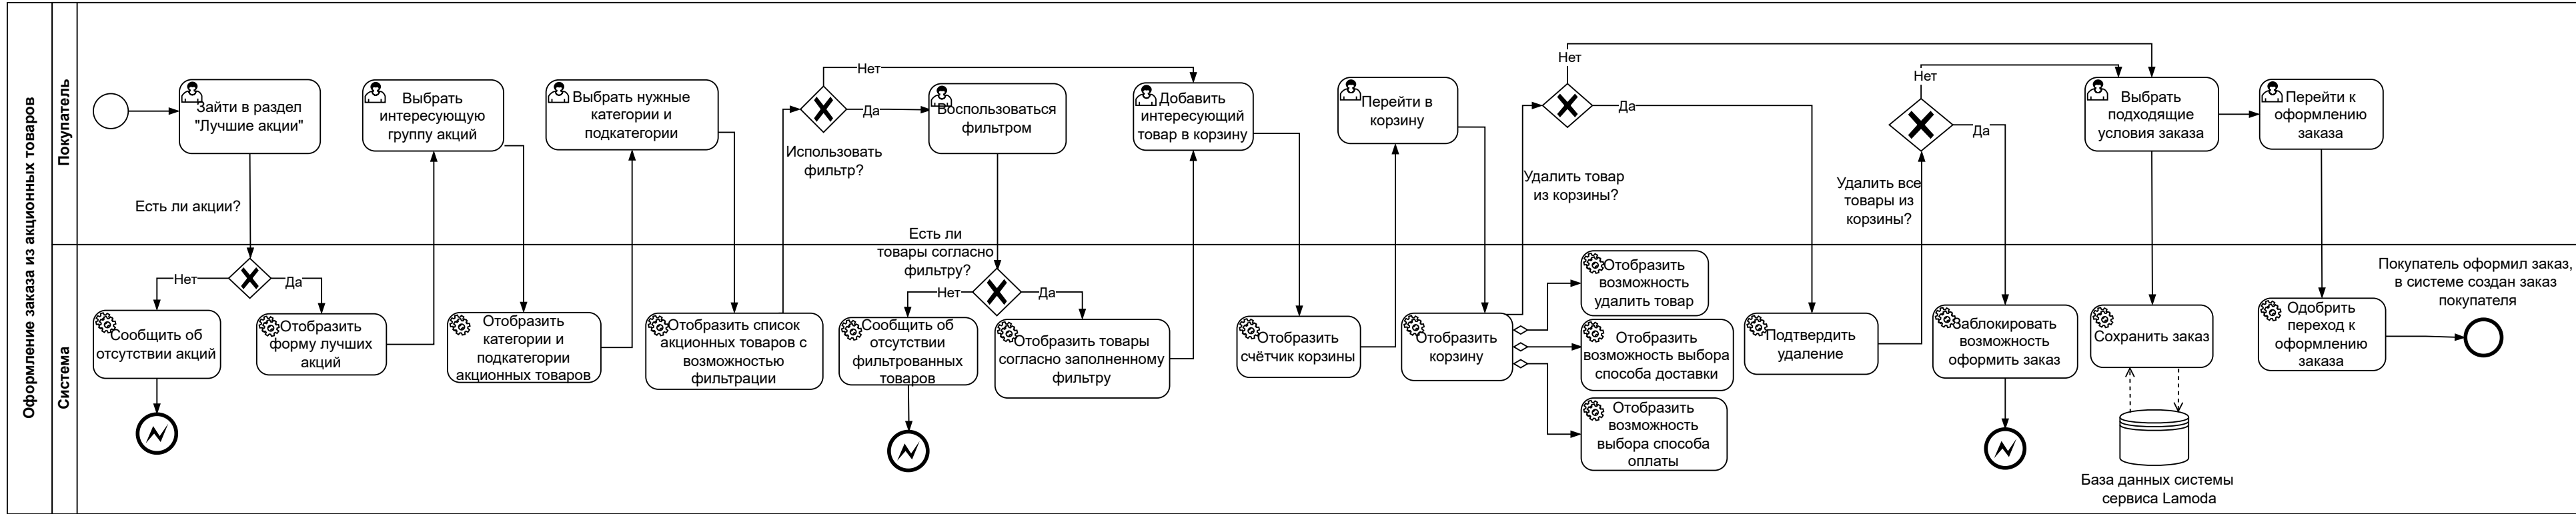 Оформление заказа из акционных товаров
Покупатель
Зайти в раздел
"Лучшие акции"
Выбрать
интересующую
группу акций
Выбрать нужные
категории и
подкатегории
Использовать
фильтр?
Нет
Да
Воспользоваться
фильтром
Добавить
интересующий
товар в корзину
Перейти в
корзину
Нет
Да
Удалить товар
из корзины?
Нет
Да
Удалить все
товары из
корзины?
Выбрать
подходящие
условия заказа
Перейти к
оформлению
заказа
Есть ли акции?
Есть ли
товары согласно
фильтру?
Система
Нет
Да
Сообщить об
отсутствии акций
Отобразить
форму лучших
акций
Отобразить
категории и
подкатегории
акционных товаров
Отобразить список
акционных товаров с
возможностью
фильтрации
Нет
Да
Сообщить об
отсутствии
фильтрованных
товаров
Отобразить товары
согласно заполненному
фильтру
Отобразить
счётчик корзины
Отобразить
корзину
Отобразить
возможность
удалить товар
Отобразить
возможность выбора
способа доставки
Отобразить
возможность
выбора способа
оплаты
Подтвердить
удаление
Заблокировать
возможность
оформить заказ
Сохранить заказ
База данных системы
сервиса Lamoda
Одобрить
переход к
оформлению
заказа
Покупатель оформил заказ,
в системе создан заказ
покупателя